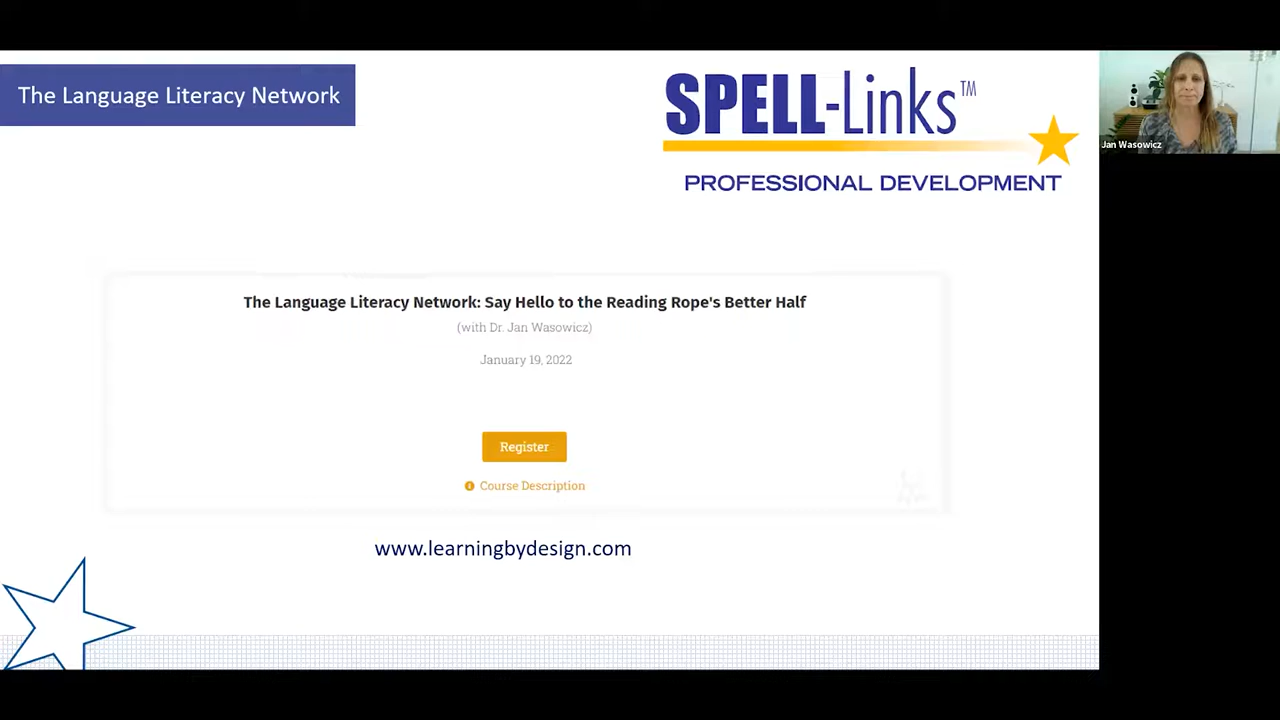 The Language Literacy Network
SPELL-Links™
PROFESSIONAL DEVELOPMENT
Jan Wasowicz
The Language Literacy Network: Say Hello to the Reading Rope's Better Half
(with Dr. Jan Wasowicz)
January 19, 2022
Register
Course Description
www.learningbydesign.com